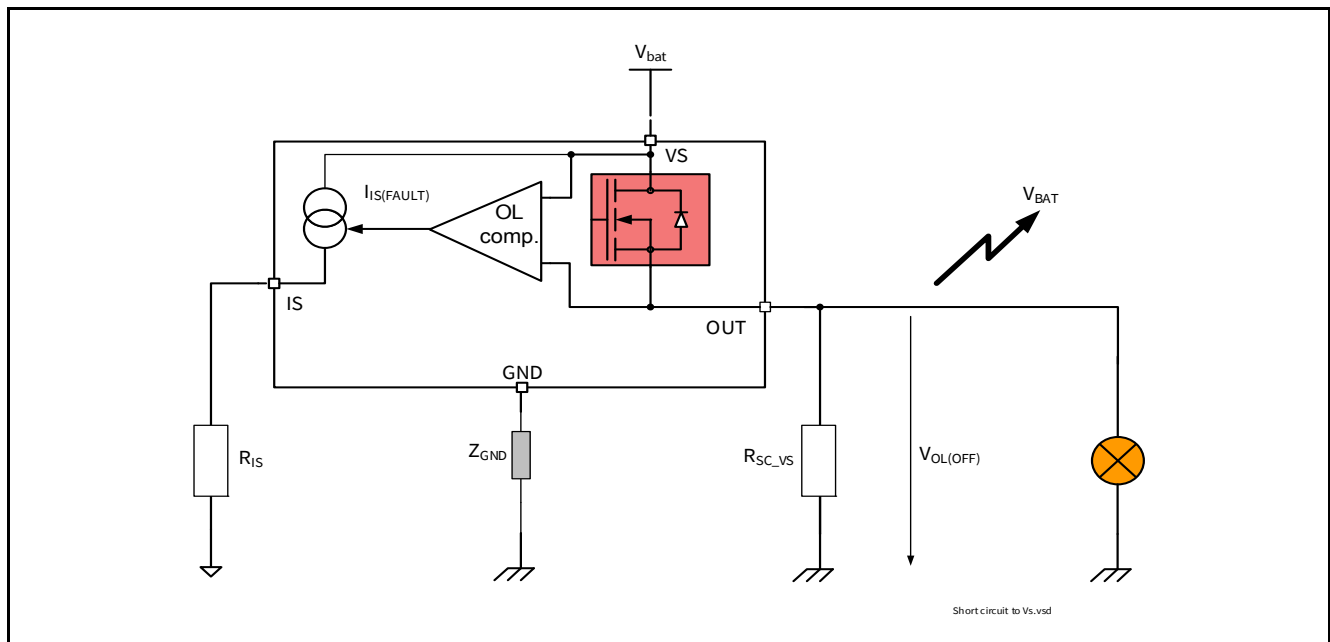 Vbat
VS
IIS(FAULT)
OL
comp.
VBAT
IS
OUT
GND
RIS
ZGND
RSC_VS
VOL(OFF)
Short circuit to Vs.vsd